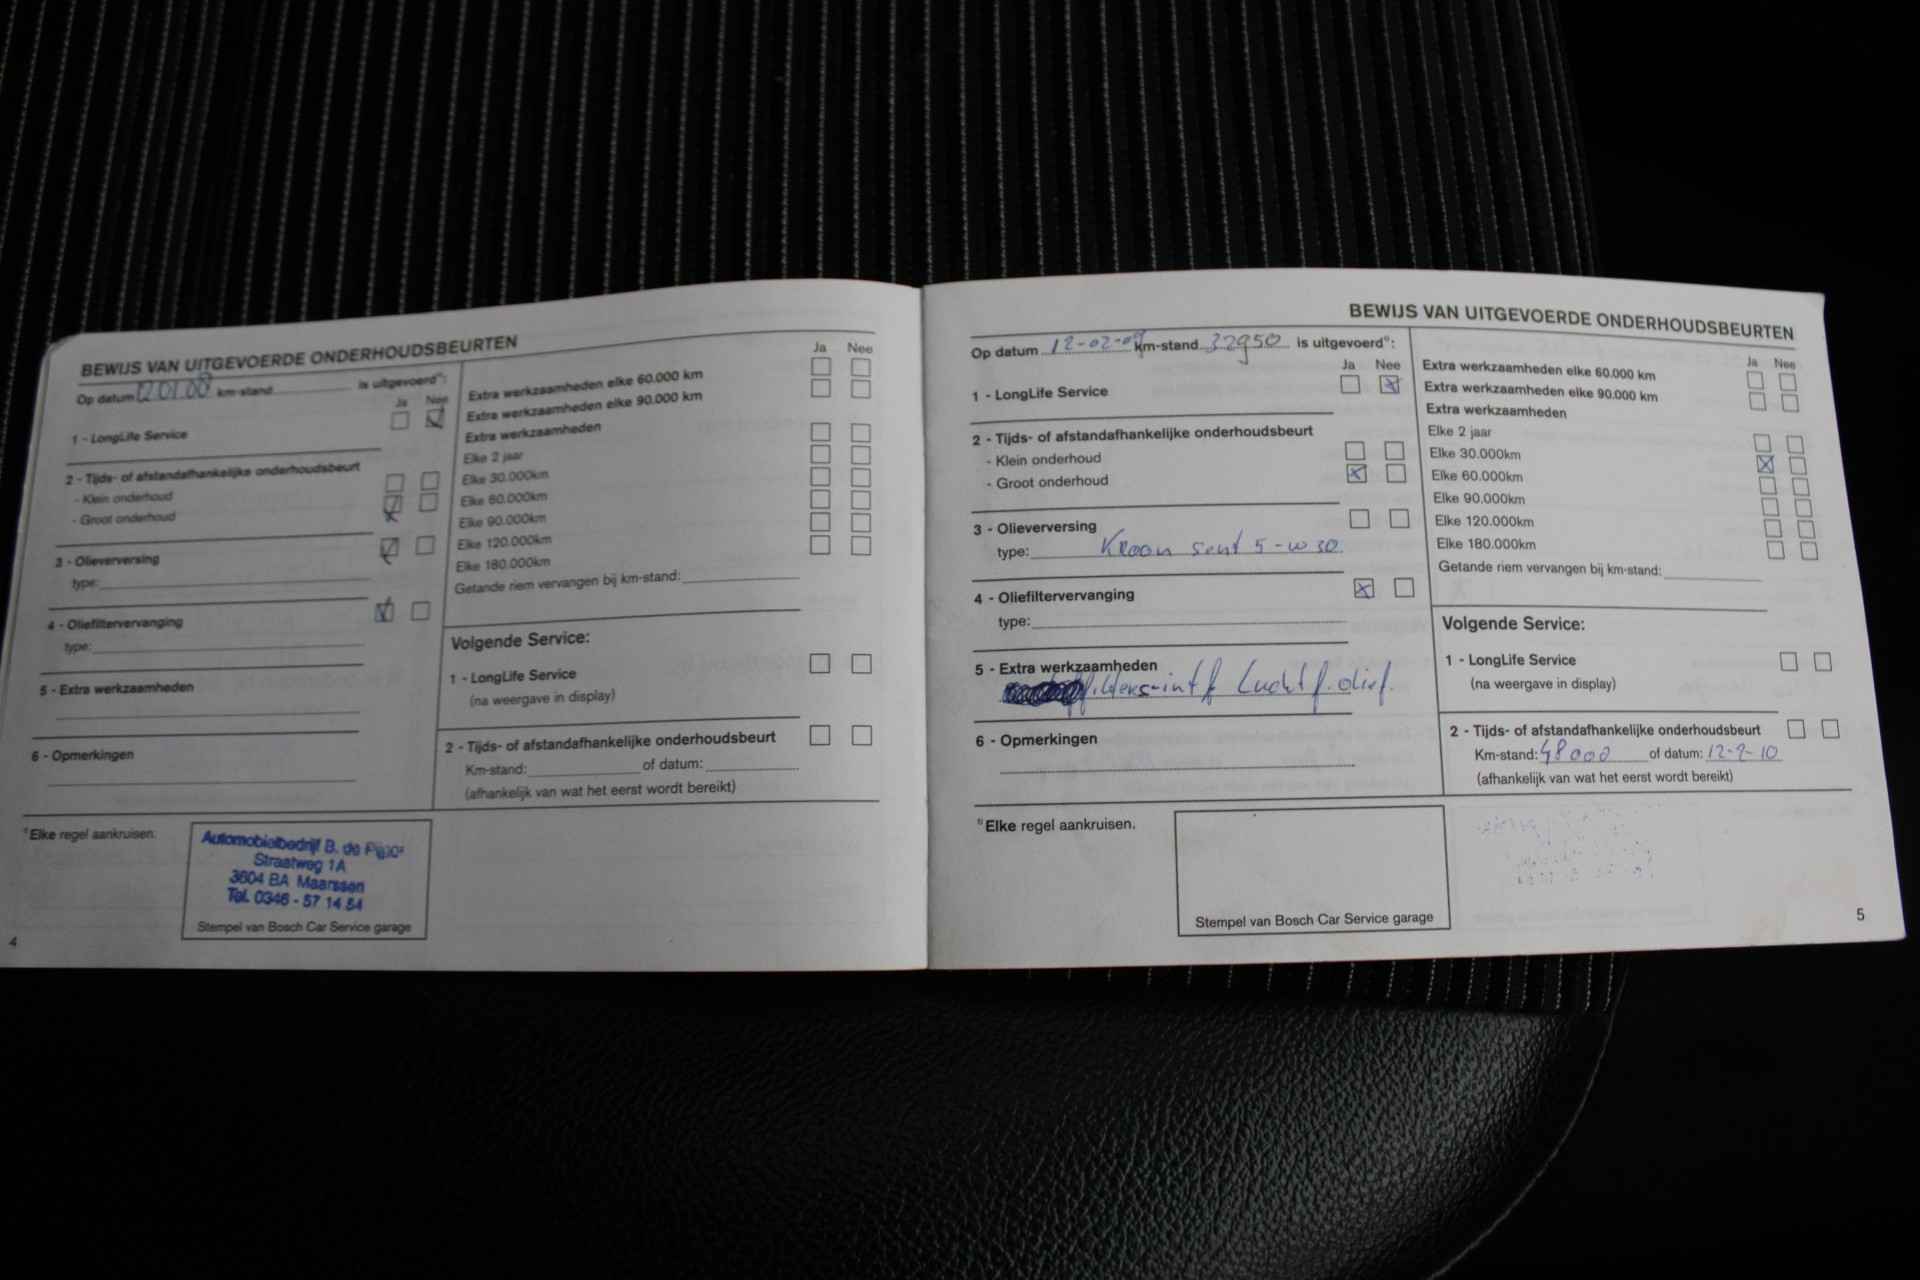 BEWIJS VAN UITGEVOERDE ONDERHOUDSBEURTEN
Op datum km-stand is uitgevoerd*⁾:
Ja Nee
1 - LongLife Service
2 - Tijds- of afstandafhankelijke onderhoudsbeurt
- Klein onderhoud
- Groot onderhoud
3 - Olieverversing
type:
4 - Oliefiltervervanging
type:
5 - Extra werkzaamheden
6 - Opmerkingen
Ja Nee
Extra werkzaamheden elke 60.000 km
Extra werkzaamheden elke 90.000 km
Extra werkzaamheden
Elke 2 jaar
Elke 30.000km
Elke 60.000km
Elke 90.000km
Elke 120.000km
Elke 180.000km
Getande riem vervangen bij km-stand:
Volgende Service:
1 - LongLife Service
(na weergave in display)
2 - Tijds- of afstandafhankelijke onderhoudsbeurt
Km-stand: of datum:
(afhankelijk van wat het eerst wordt bereikt)
*⁾Elke regel aankruisen.
Automobielbedrijf B. de
Straatweg 1A
3604 BA Maarssen
Tel. 0346 - 57 14 54
Stempel van Bosch Car Service garage
4
BEWIJS VAN UITGEVOERDE ONDERHOUDSBEURTEN
Op datum 12-02-09 km-stand 32950 is uitgevoerd*⁾:
Ja Nee
1 - LongLife Service
2 - Tijds- of afstandafhankelijke onderhoudsbeurt
- Klein onderhoud
- Groot onderhoud
3 - Olieverversing
type: Kroon 5-w30
4 - Oliefiltervervanging
type:
5 - Extra werkzaamheden
6 - Opmerkingen
Ja Nee
Extra werkzaamheden elke 60.000 km
Extra werkzaamheden elke 90.000 km
Extra werkzaamheden
Elke 2 jaar
Elke 30.000km
Elke 60.000km
Elke 90.000km
Elke 120.000km
Elke 180.000km
Getande riem vervangen bij km-stand:
Volgende Service:
1 - LongLife Service
(na weergave in display)
2 - Tijds- of afstandafhankelijke onderhoudsbeurt
Km-stand: 48000 of datum: 12-2-10
(afhankelijk van wat het eerst wordt bereikt)
*⁾Elke regel aankruisen.
Stempel van Bosch Car Service garage
5